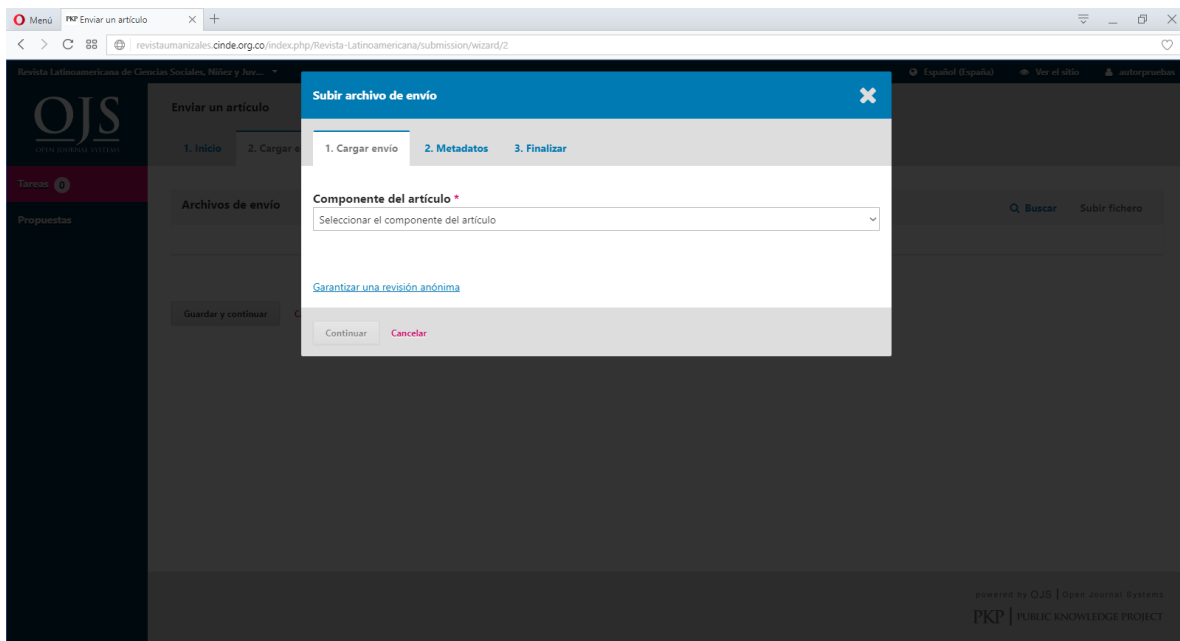 Menú
PKP Enviar un artículo
revistaumanizales.cinde.org.co/index.php/Revista-Latinoamericana/submission/wizard/2
Revista Latinoamericana de Ciencias Sociales, Niñez y Juv...
Español (España)
Ver el sitio
autorpruebas
OJS
OPEN JOURNAL SYSTEMS
Enviar un artículo
1. Inicio
2. Cargar e
Tareas 0
Propuestas
Archivos de envío
Buscar
Subir fichero
Guardar y continuar
C
Subir archivo de envío
1. Cargar envío
2. Metadatos
3. Finalizar
Componente del artículo *
Seleccionar el componente del artículo
Garantizar una revisión anónima
Continuar
Cancelar
powered by OJS | Open Journal Systems
PKP | PUBLIC KNOWLEDGE PROJECT